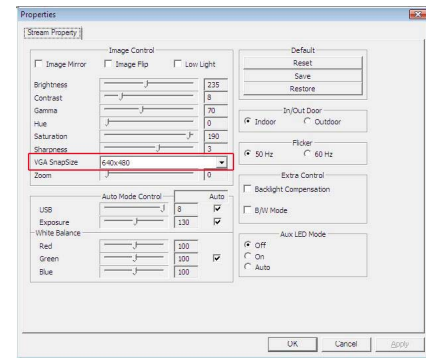 Properties
Stream Property
Image Control
Image Mirror Image Flip Low Light
Brightness 235
Contrast 8
Gamma 70
Hue 0
Saturation 190
Sharpness 3
VGA SnapSize 640x480
Zoom 0
Auto Mode Control Auto
USB 8
Exposure 130
White Balance
Red 100
Green 100
Blue 100
Default
Reset
Save
Restore
In/Out Door
Indoor Outdoor
Flicker
50 Hz 60 Hz
Extra Control
Backlight Compensation
B/W Mode
Aux LED Mode
Off
On
Auto
OK Cancel Apply